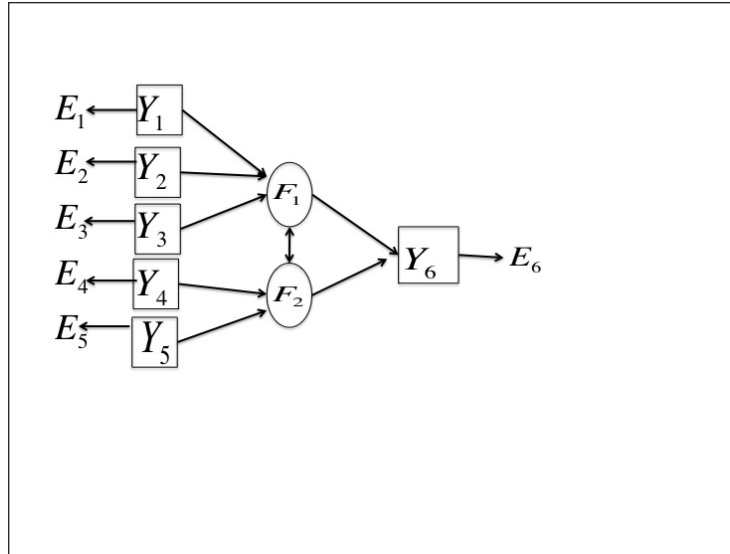 E₁ Y₁
E₂ Y₂
F₁
E₃ Y₃
Y₆ E₆
E₄ Y₄
F₂
E₅ Y₅